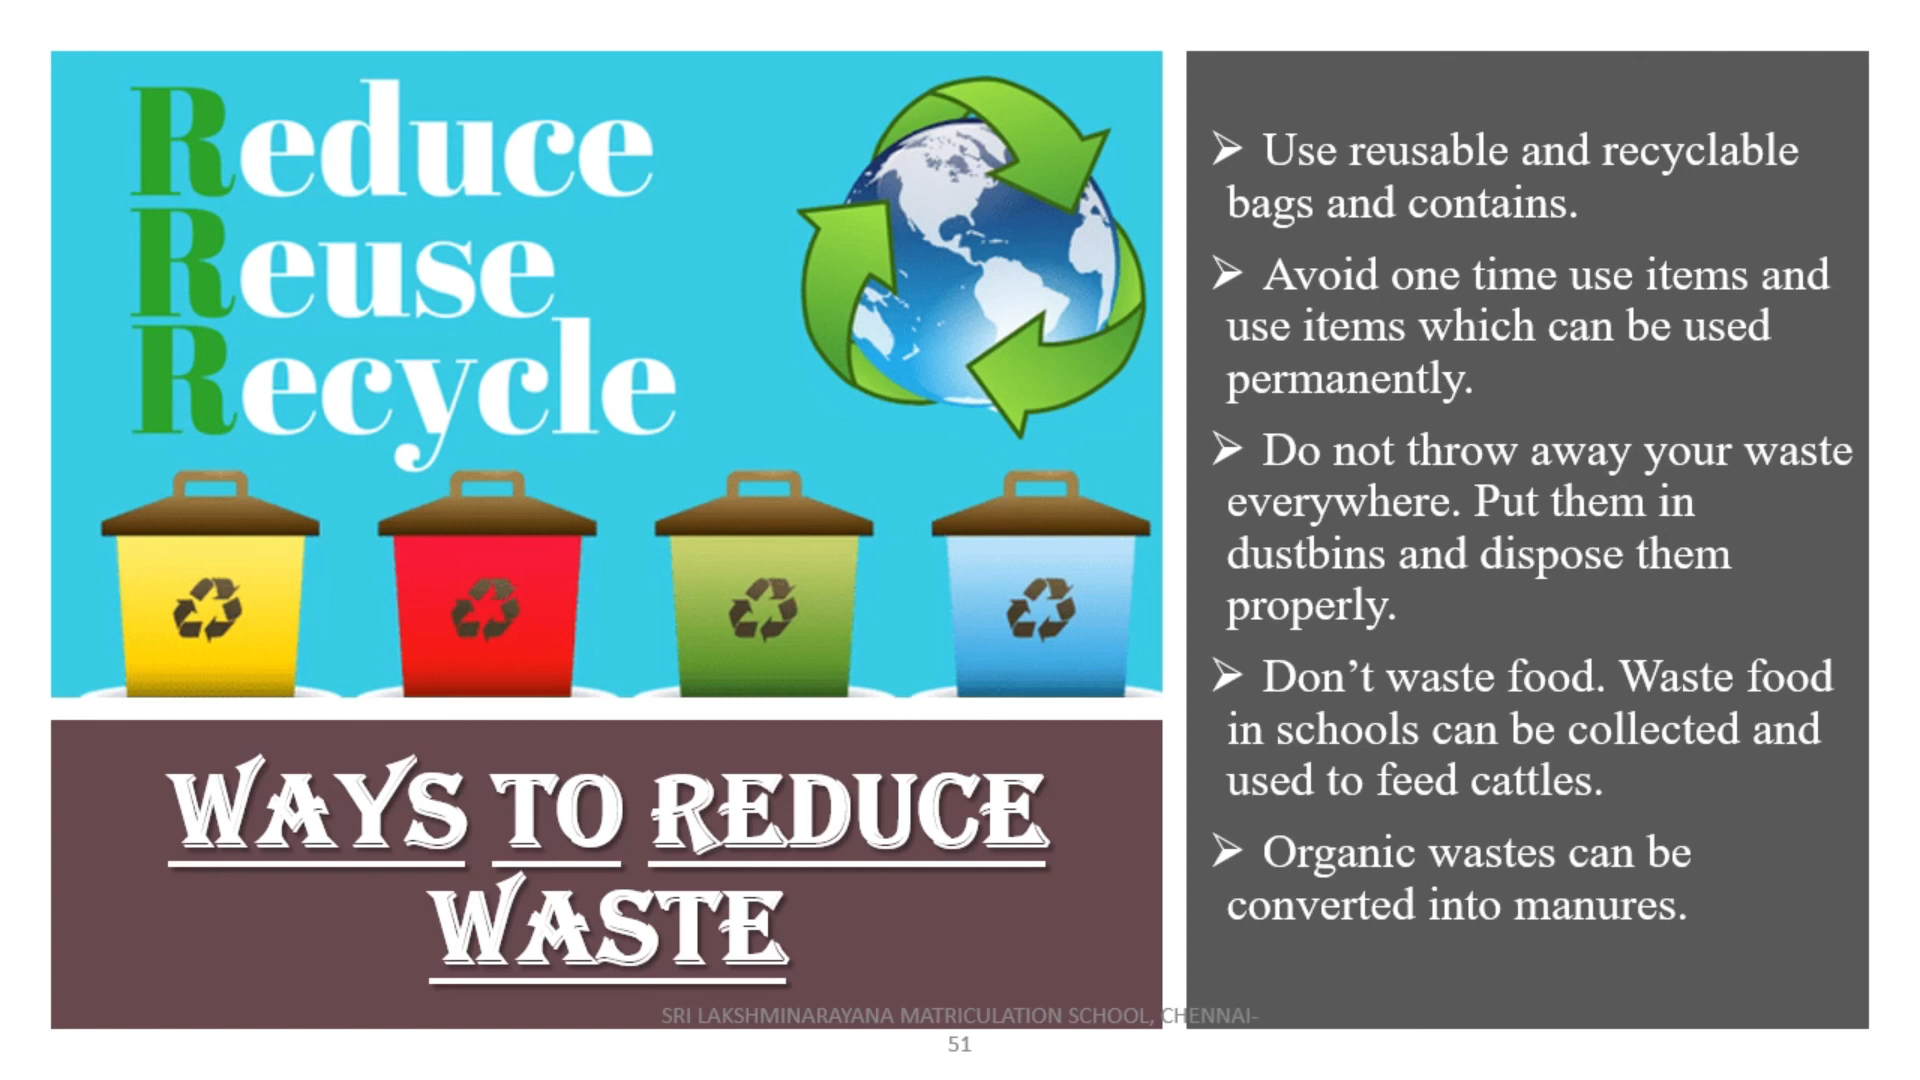 Reduce
Reuse
Recycle
WAYS TO REDUCE
WASTE
➢ Use reusable and recyclable
bags and contains.
➢ Avoid one time use items and
use items which can be used
permanently.
➢ Do not throw away your waste
everywhere. Put them in
dustbins and dispose them
properly.
➢ Don’t waste food. Waste food
in schools can be collected and
used to feed cattles.
➢ Organic wastes can be
converted into manures.
SRI LAKSHMINARAYANA MATRICULATION SCHOOL, CHENNAI-
51